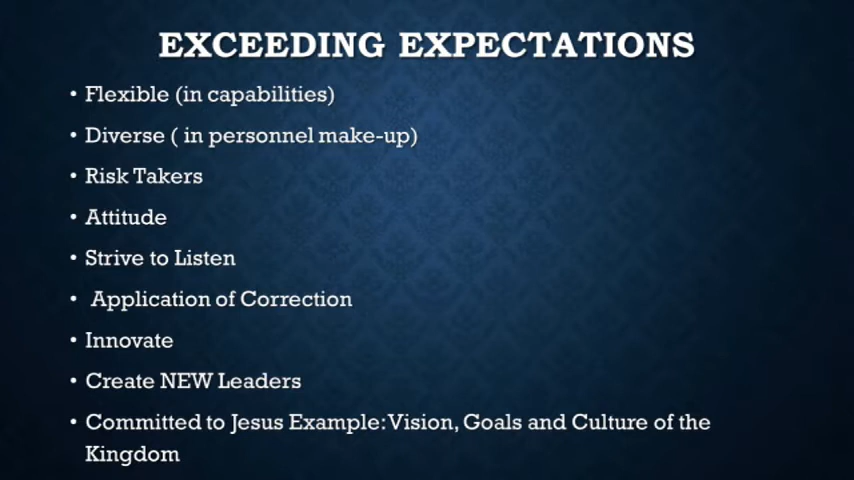 EXCEEDING EXPECTATIONS
• Flexible (in capabilities)
• Diverse ( in personnel make-up)
• Risk Takers
• Attitude
• Strive to Listen
• Application of Correction
• Innovate
• Create NEW Leaders
• Committed to Jesus Example: Vision, Goals and Culture of the
Kingdom